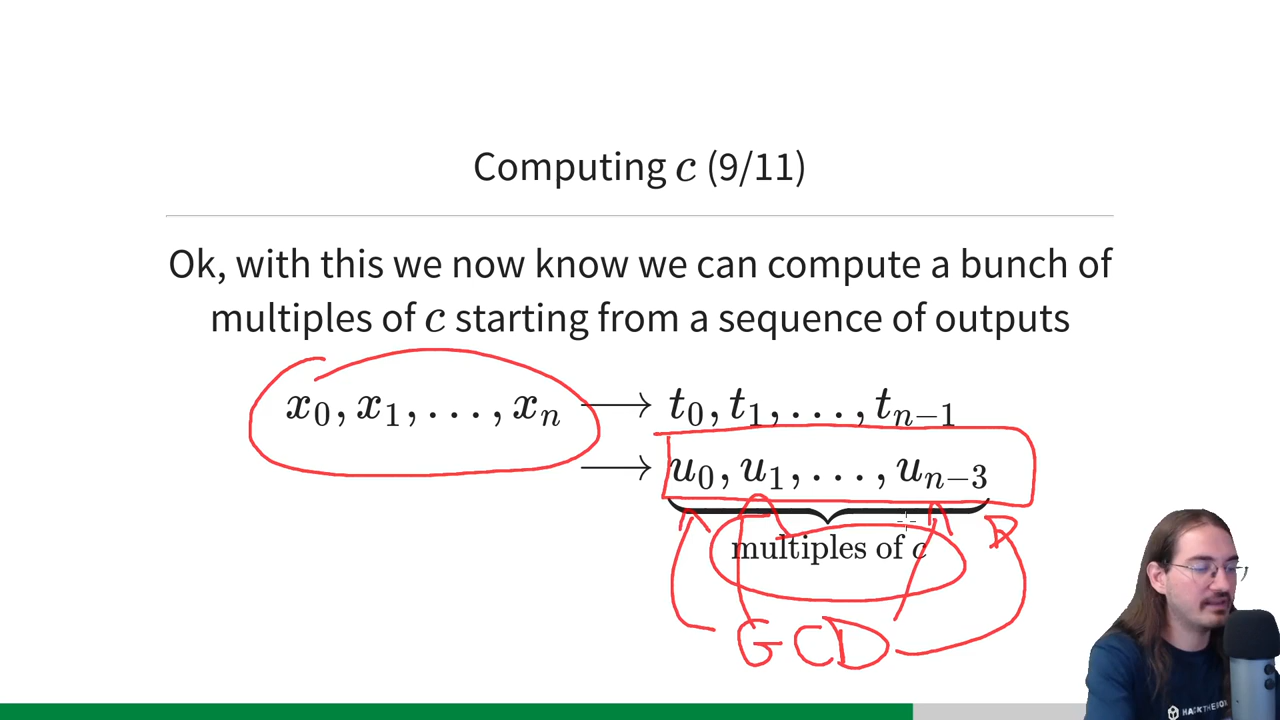 Computing c (9/11)
Ok, with this we now know we can compute a bunch of
multiples of c starting from a sequence of outputs
x₀, x₁, . . . , xₙ ⟶ t₀, t₁, . . . , tₙ₋₁
⟶ u₀, u₁, . . . , uₙ₋₃
multiples of c
GCD